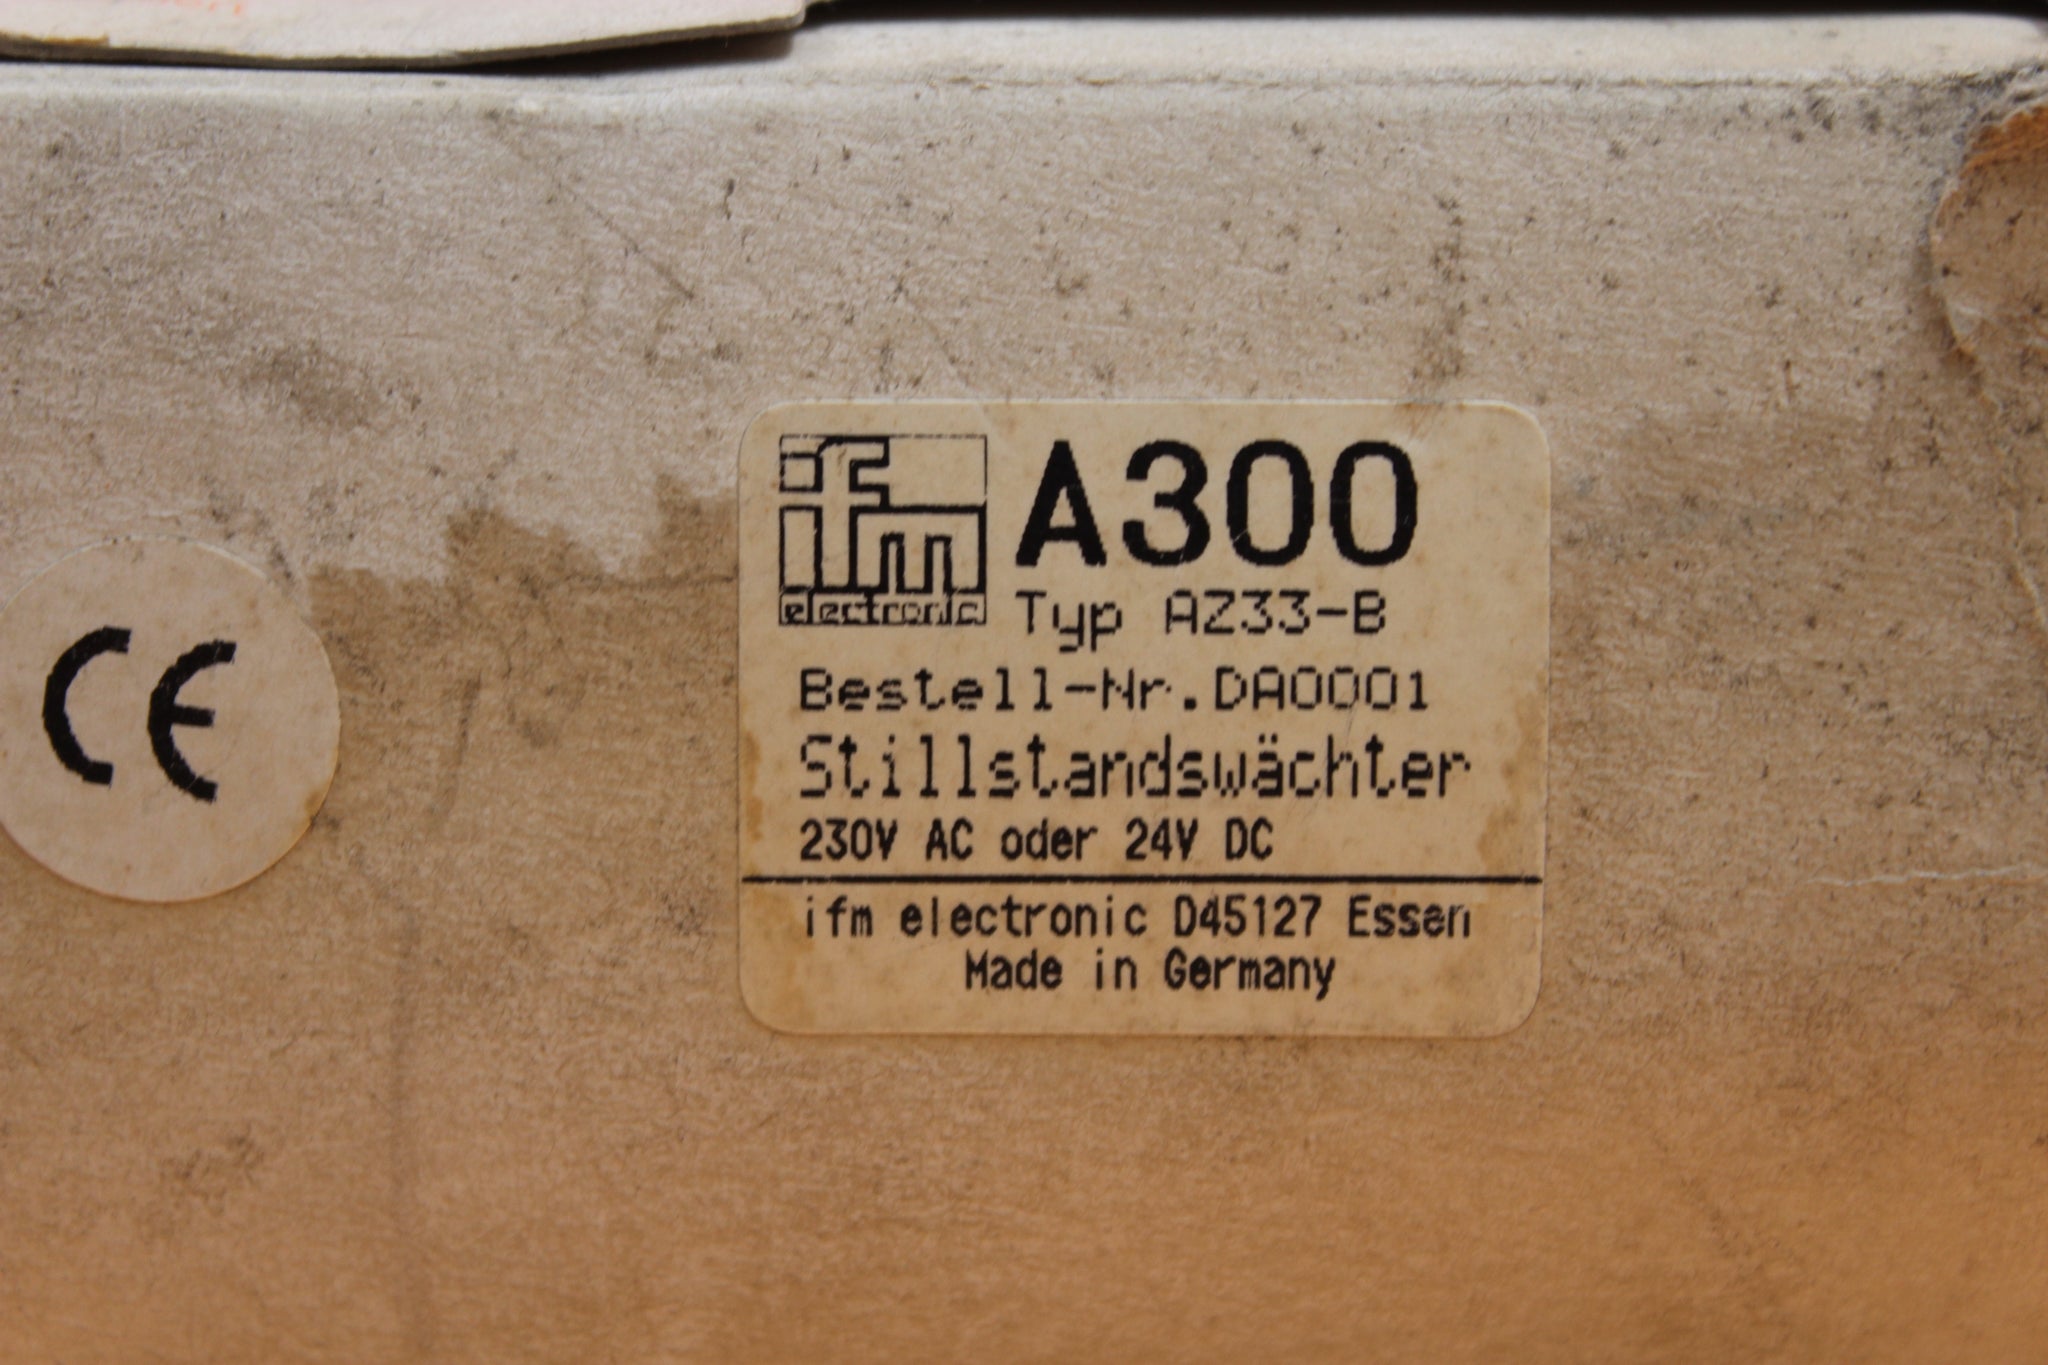 CE
ifm
electronic
A300
Typ AZ33-B
Bestell-Nr.DA0001
Stillstandswächter
230V AC oder 24V DC
ifm electronic D45127 Essen
Made in Germany